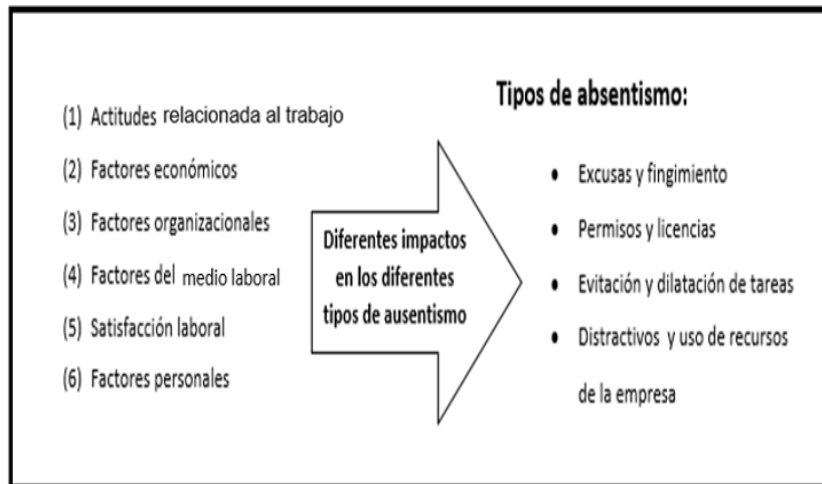 (1) Actitudes relacionada al trabajo
(2) Factores económicos
(3) Factores organizacionales
(4) Factores del medio laboral
(5) Satisfacción laboral
(6) Factores personales
Diferentes impactos
en los diferentes
tipos de ausentismo
Tipos de absentismo:
• Excusas y fingimiento
• Permisos y licencias
• Evitación y dilatación de tareas
• Distractivos y uso de recursos
de la empresa